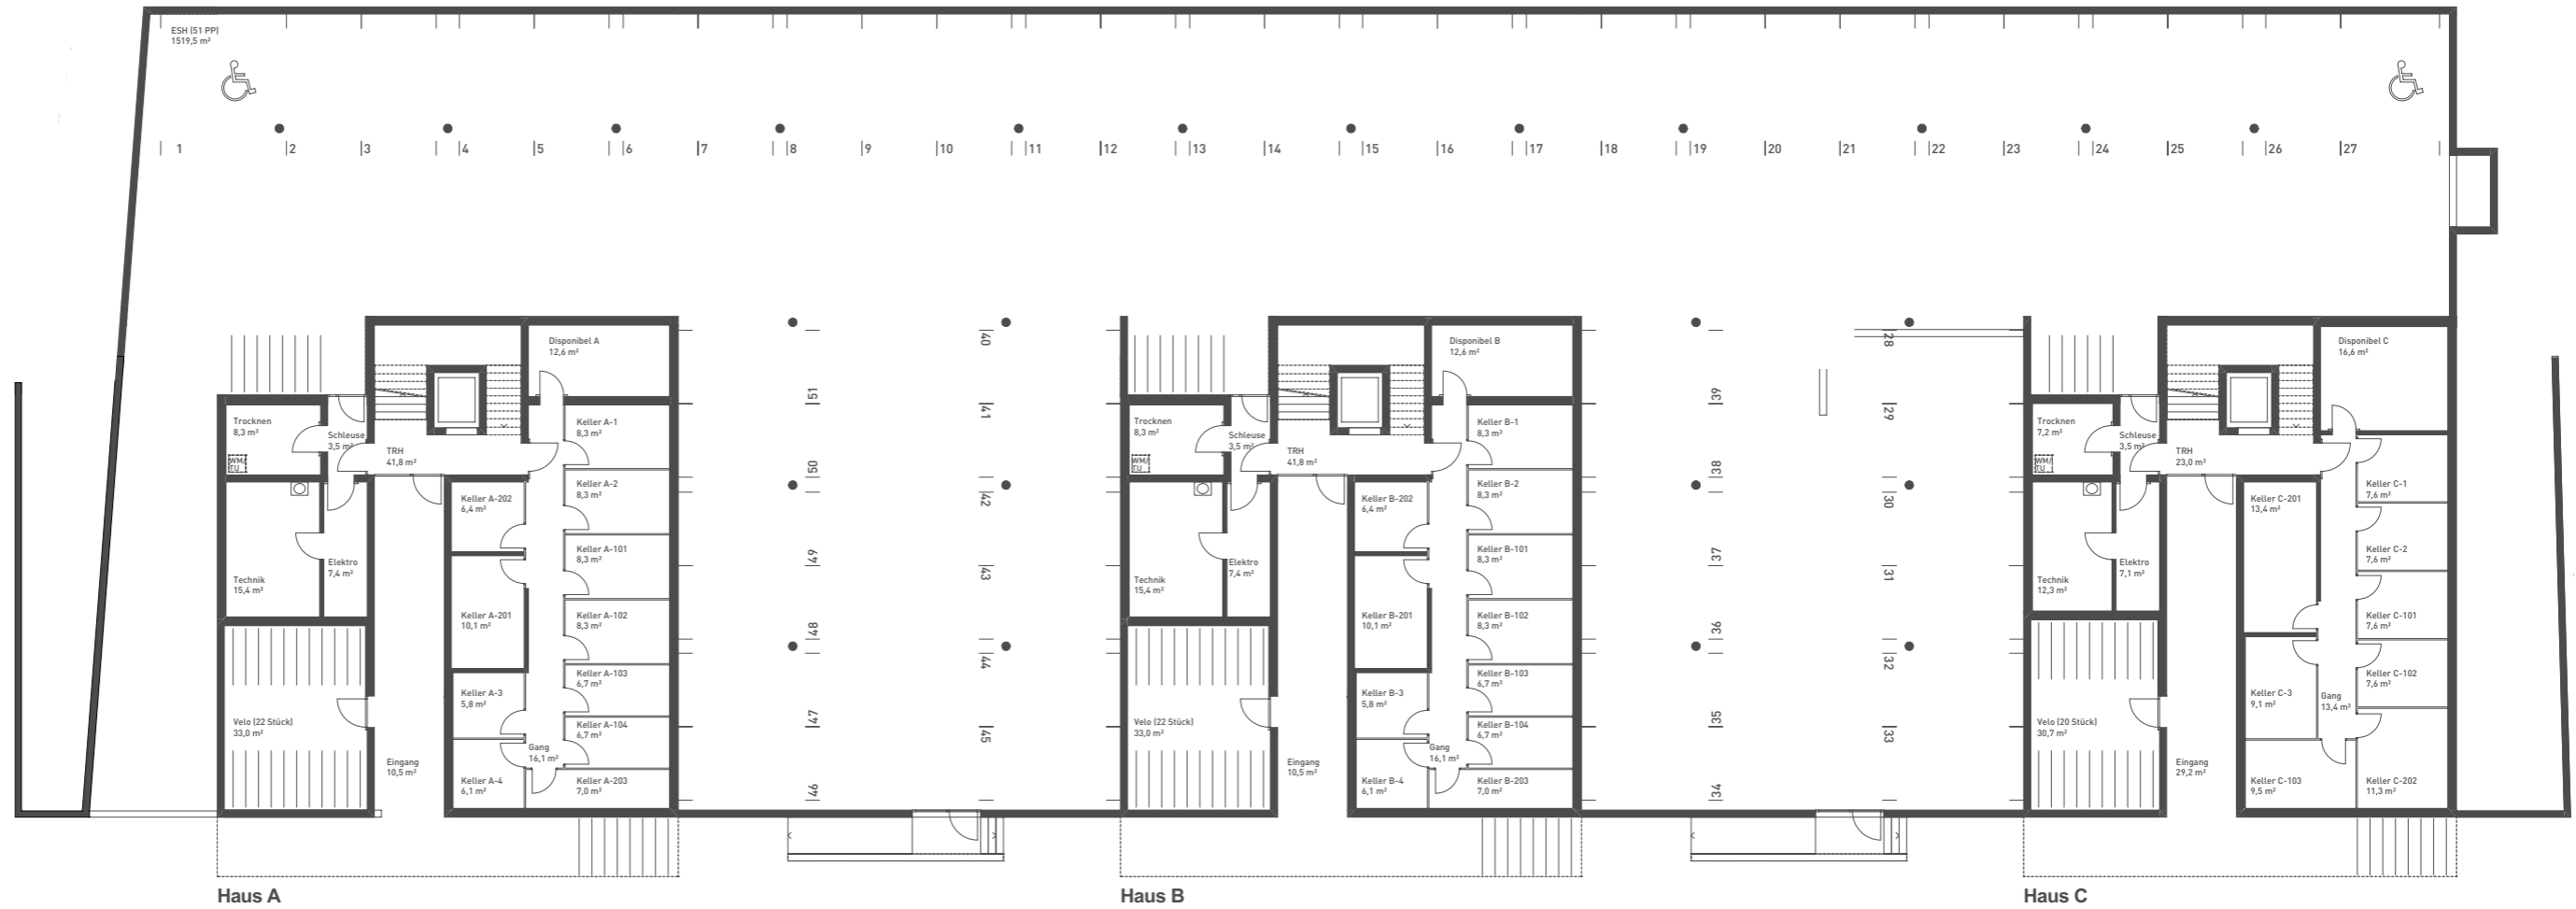 ESH (51 PP)
1519,5 m²
1 2 3 4 5 6 7 8 9 10 11 12 13 14 15 16 17 18 19 20 21 22 23 24 25 26 27
Disponibel A
12,6 m²
Trocknen
8,3 m²
WM/
TU
Schleuse
3,5 m²
TRH
41,8 m²
Keller A-1
8,3 m²
Keller A-2
8,3 m²
Keller A-202
6,4 m²
Keller A-101
8,3 m²
Technik
15,4 m²
Elektro
7,4 m²
Keller A-201
10,1 m²
Keller A-102
8,3 m²
Keller A-103
6,7 m²
Keller A-3
5,8 m²
Keller A-104
6,7 m²
Velo (22 Stück)
33,0 m²
Gang
16,1 m²
Eingang
10,5 m²
Keller A-4
6,1 m²
Keller A-203
7,0 m²
51
50
49
48
47
46
40
41
42
43
44
45
Disponibel B
12,6 m²
Trocknen
8,3 m²
WM/
TU
Schleuse
3,5 m²
TRH
41,8 m²
Keller B-1
8,3 m²
Keller B-2
8,3 m²
Keller B-202
6,4 m²
Keller B-101
8,3 m²
Technik
15,4 m²
Elektro
7,4 m²
Keller B-201
10,1 m²
Keller B-102
8,3 m²
Keller B-103
6,7 m²
Keller B-3
5,8 m²
Keller B-104
6,7 m²
Velo (22 Stück)
33,0 m²
Gang
16,1 m²
Eingang
10,5 m²
Keller B-4
6,1 m²
Keller B-203
7,0 m²
39
38
37
36
35
34
28
29
30
31
32
33
Disponibel C
16,6 m²
Trocknen
7,2 m²
WM/
TU
Schleuse
3,5 m²
TRH
23,0 m²
Keller C-1
7,6 m²
Keller C-201
13,4 m²
Keller C-2
7,6 m²
Technik
12,3 m²
Elektro
7,1 m²
Keller C-101
7,6 m²
Keller C-102
7,6 m²
Keller C-3
9,1 m²
Gang
13,4 m²
Velo (20 Stück)
30,7 m²
Eingang
29,2 m²
Keller C-103
9,5 m²
Keller C-202
11,3 m²
Haus A
Haus B
Haus C